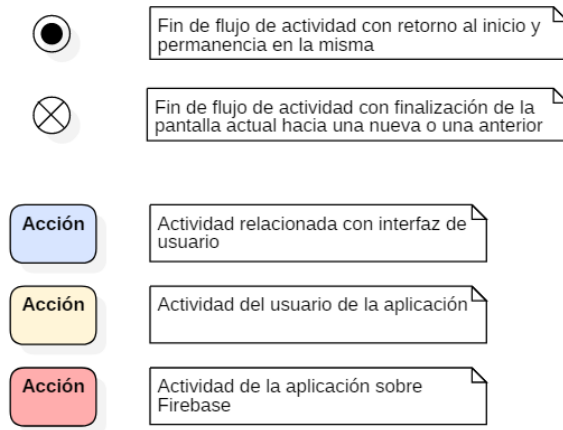 Fin de flujo de actividad con retorno al inicio y
permanencia en la misma
Fin de flujo de actividad con finalización de la
pantalla actual hacia una nueva o una anterior
Acción
Actividad relacionada con interfaz de
usuario
Acción
Actividad del usuario de la aplicación
Acción
Actividad de la aplicación sobre
Firebase